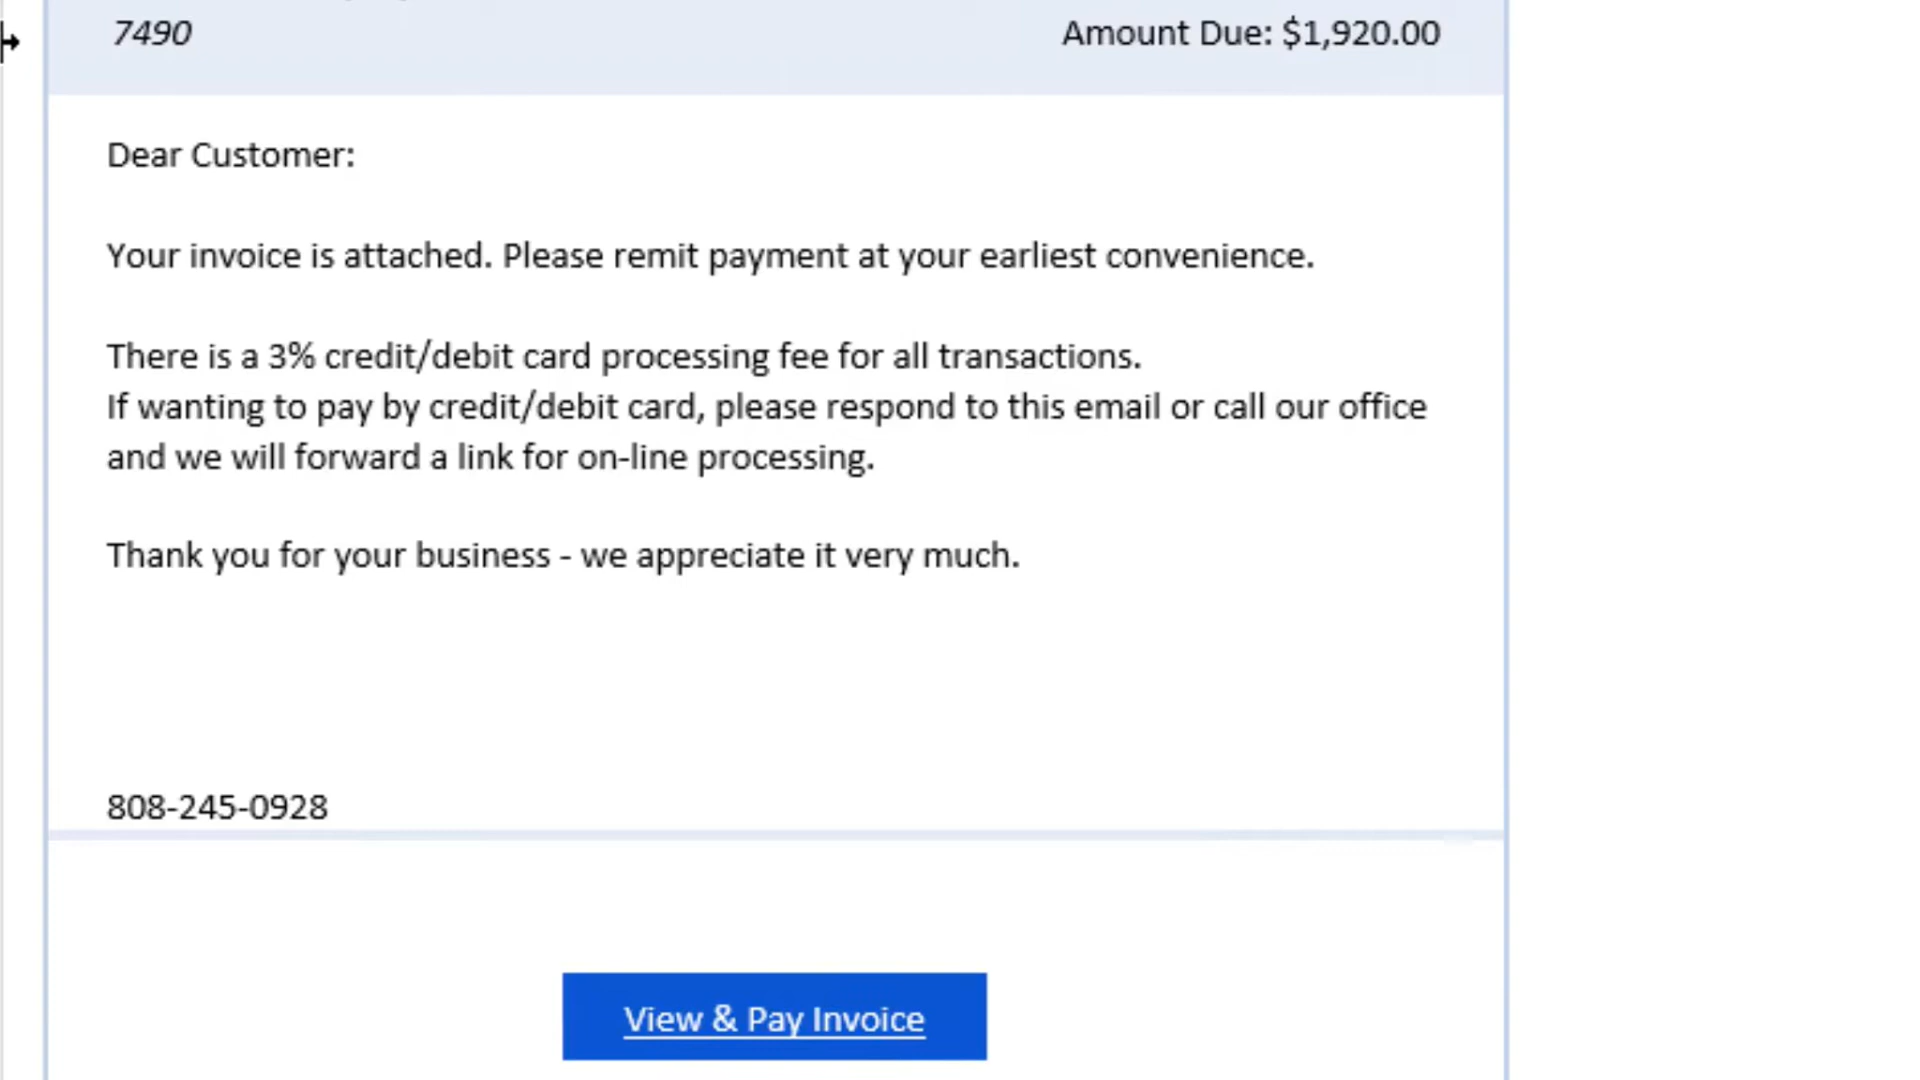 7490
Amount Due: $1,920.00
Dear Customer:
Your invoice is attached. Please remit payment at your earliest convenience.
There is a 3% credit/debit card processing fee for all transactions.
If wanting to pay by credit/debit card, please respond to this email or call our office
and we will forward a link for on-line processing.
Thank you for your business - we appreciate it very much.
808-245-0928
View & Pay Invoice